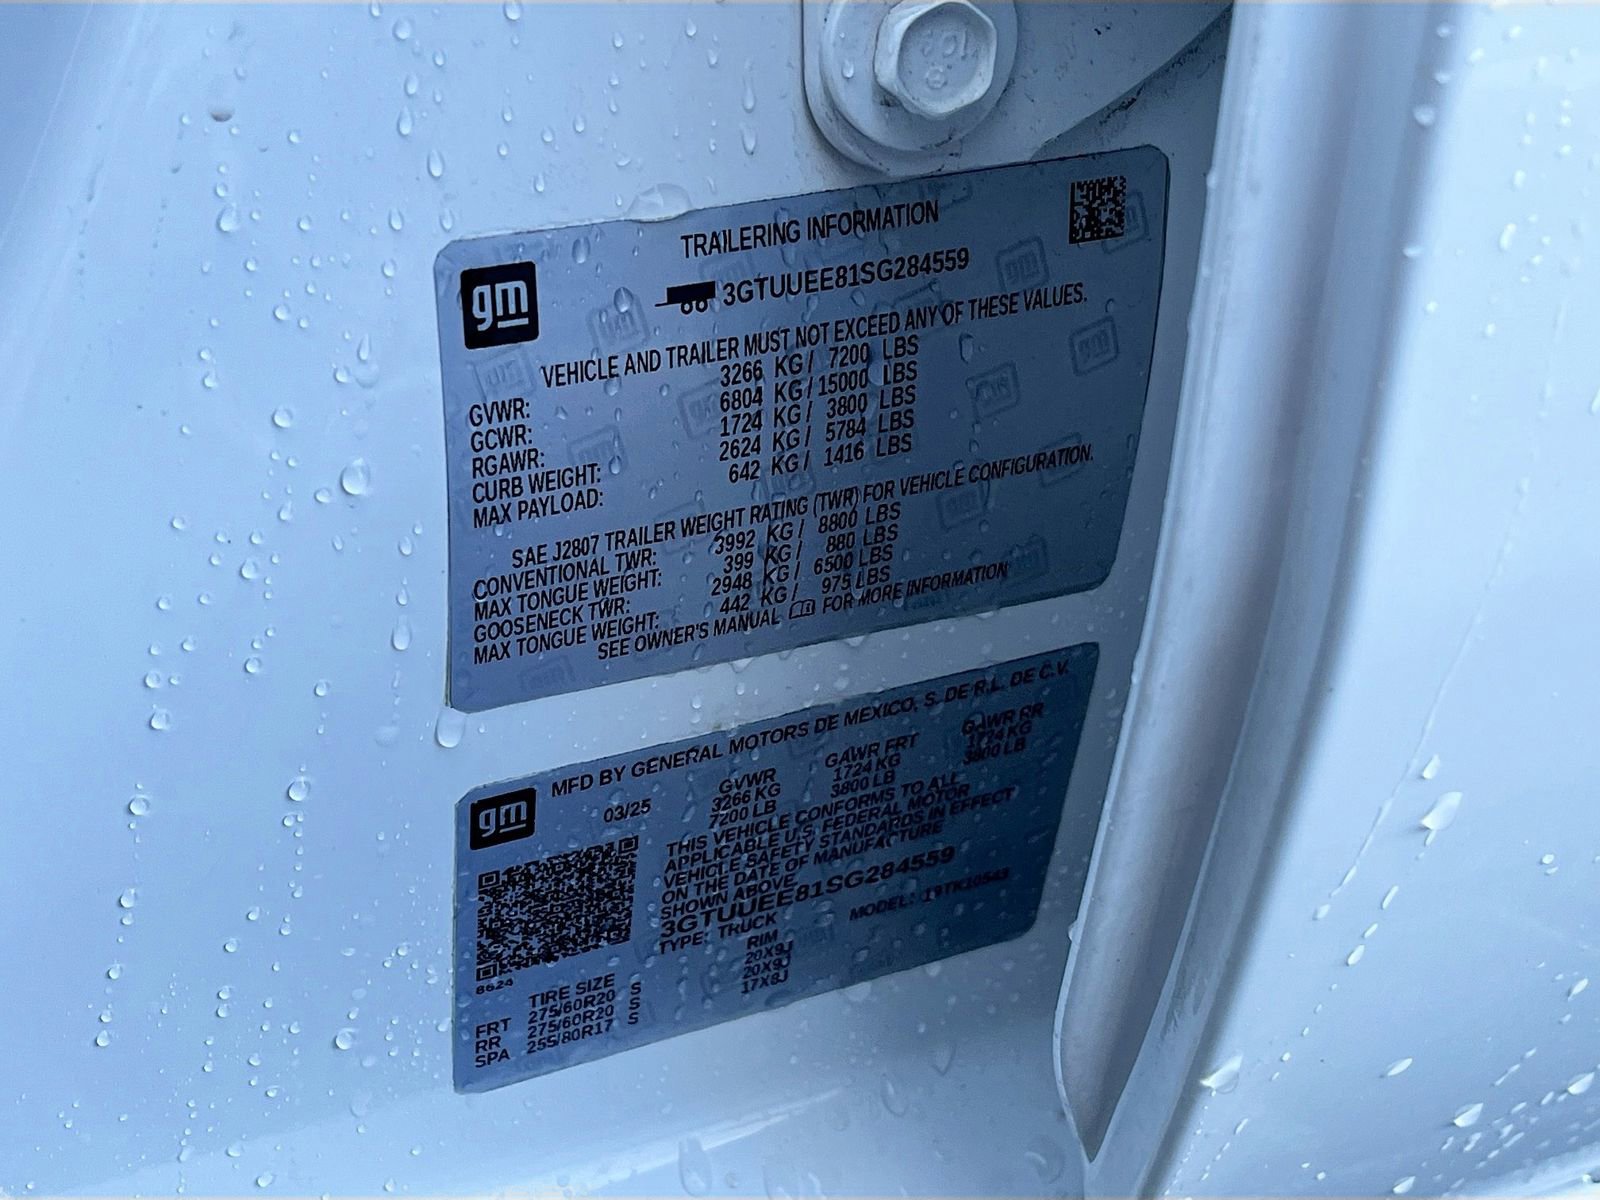 TRAILERING INFORMATION
gm
3GTUUEE81SG284559
VEHICLE AND TRAILER MUST NOT EXCEED ANY OF THESE VALUES.
GVWR: 3266 KG / 7200 LBS
GCWR: 6804 KG / 15000 LBS
RGAWR: 1724 KG / 3800 LBS
CURB WEIGHT: 2624 KG / 5784 LBS
MAX PAYLOAD: 642 KG / 1416 LBS
SAE J2807 TRAILER WEIGHT RATING (TWR) FOR VEHICLE CONFIGURATION.
CONVENTIONAL TWR: 3992 KG / 8800 LBS
MAX TONGUE WEIGHT: 399 KG / 880 LBS
GOOSENECK TWR: 2948 KG / 6500 LBS
MAX TONGUE WEIGHT: 442 KG / 975 LBS
SEE OWNER'S MANUAL FOR MORE INFORMATION
MFD BY GENERAL MOTORS DE MEXICO, S. DE R.L. DE C.V.
gm
03/25 GVWR GAWR FRT GAWR RR
3266 KG 1724 KG 1724 KG
7200 LB 3800 LB 3800 LB
THIS VEHICLE CONFORMS TO ALL
APPLICABLE U.S. FEDERAL MOTOR
VEHICLE SAFETY STANDARDS IN EFFECT
ON THE DATE OF MANUFACTURE
SHOWN ABOVE.
3GTUUEE81SG284559
TYPE: TRUCK MODEL: 19TK10543
8624
TIRE SIZE RIM
FRT 275/60R20 S 20X9J
RR 275/60R20 S 20X9J
SPA 255/80R17 S 17X8J